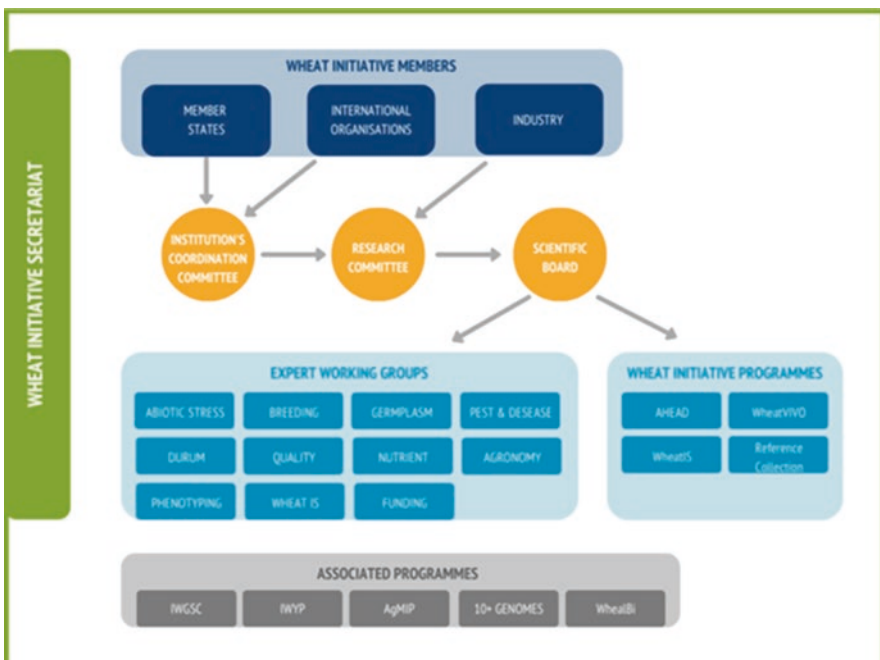 WHEAT INITIATIVE SECRETARIAT
WHEAT INITIATIVE MEMBERS
MEMBER
STATES
INTERNATIONAL
ORGANISATIONS
INDUSTRY
INSTITUTION'S
COORDINATION
COMMITTEE
RESEARCH
COMMITTEE
SCIENTIFIC
BOARD
EXPERT WORKING GROUPS
ABIOTIC STRESS
BREEDING
GERMPLASM
PEST & DESEASE
DURUM
QUALITY
NUTRIENT
AGRONOMY
PHENOTYPING
WHEAT IS
FUNDING
WHEAT INITIATIVE PROGRAMMES
AHEAD
WheatVIVO
WheatIS
Reference
Collection
ASSOCIATED PROGRAMMES
IWGSC
IWYP
AgMIP
10+ GENOMES
WhealBi